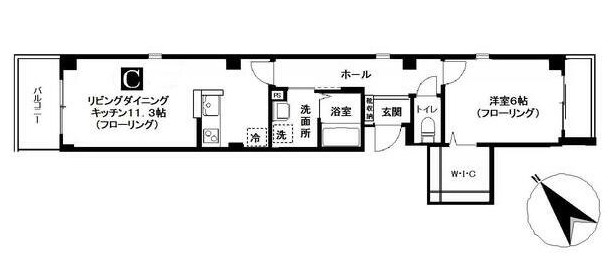 C
バルコニー
リビングダイニング
キッチン11.3帖
(フローリング)
冷
PS
洗
洗面所
浴室
ホール
靴収納
玄関
トイレ
洋室6帖
(フローリング)
W・I・C
N